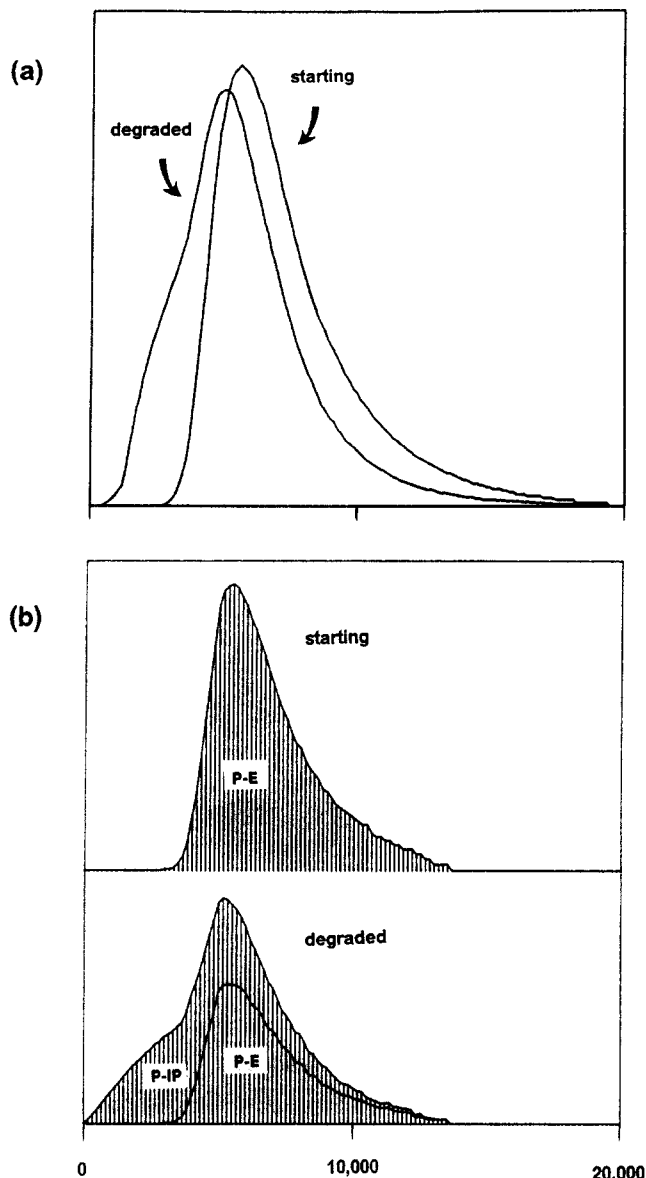 (a)
starting
degraded
(b)
starting
P-E
degraded
P-IP
P-E
0 10,000 20,000